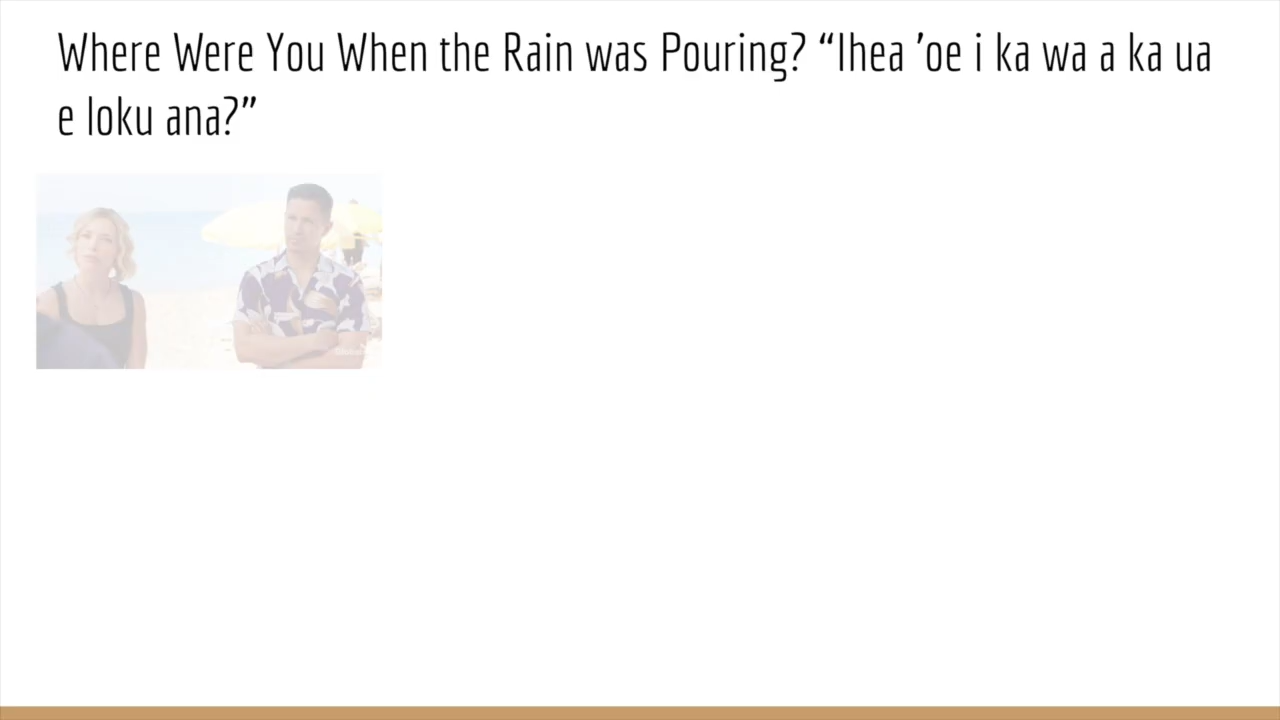 Where Were You When the Rain was Pouring? “Ihea ’oe i ka wa a ka ua
e loku ana?”